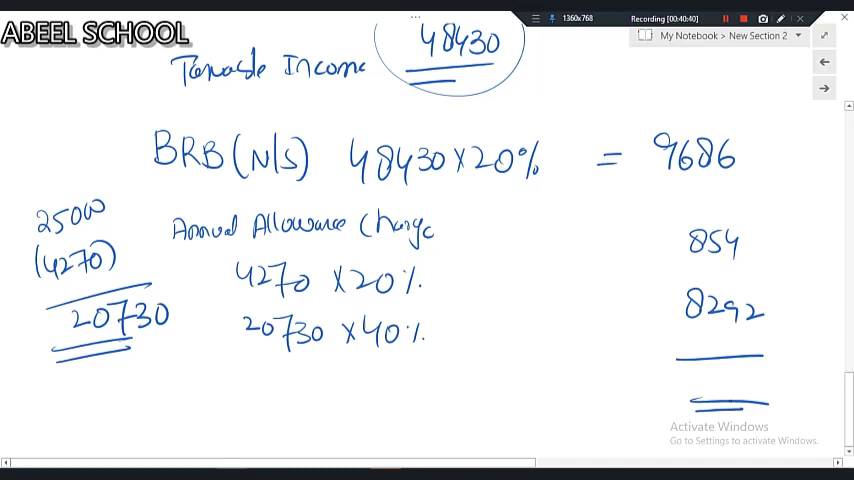 ABEEL SCHOOL
1360x768
Recording [00:40:40]
My Notebook > New Section 2
48430
Taxable Income
BRB (N/S) 48430 x 20% = 9686
25000
Annual Allowance Charge
(4270)
4270 x 20% 854
20730
20730 x 40% 8292
Activate Windows
Go to Settings to activate Windows.